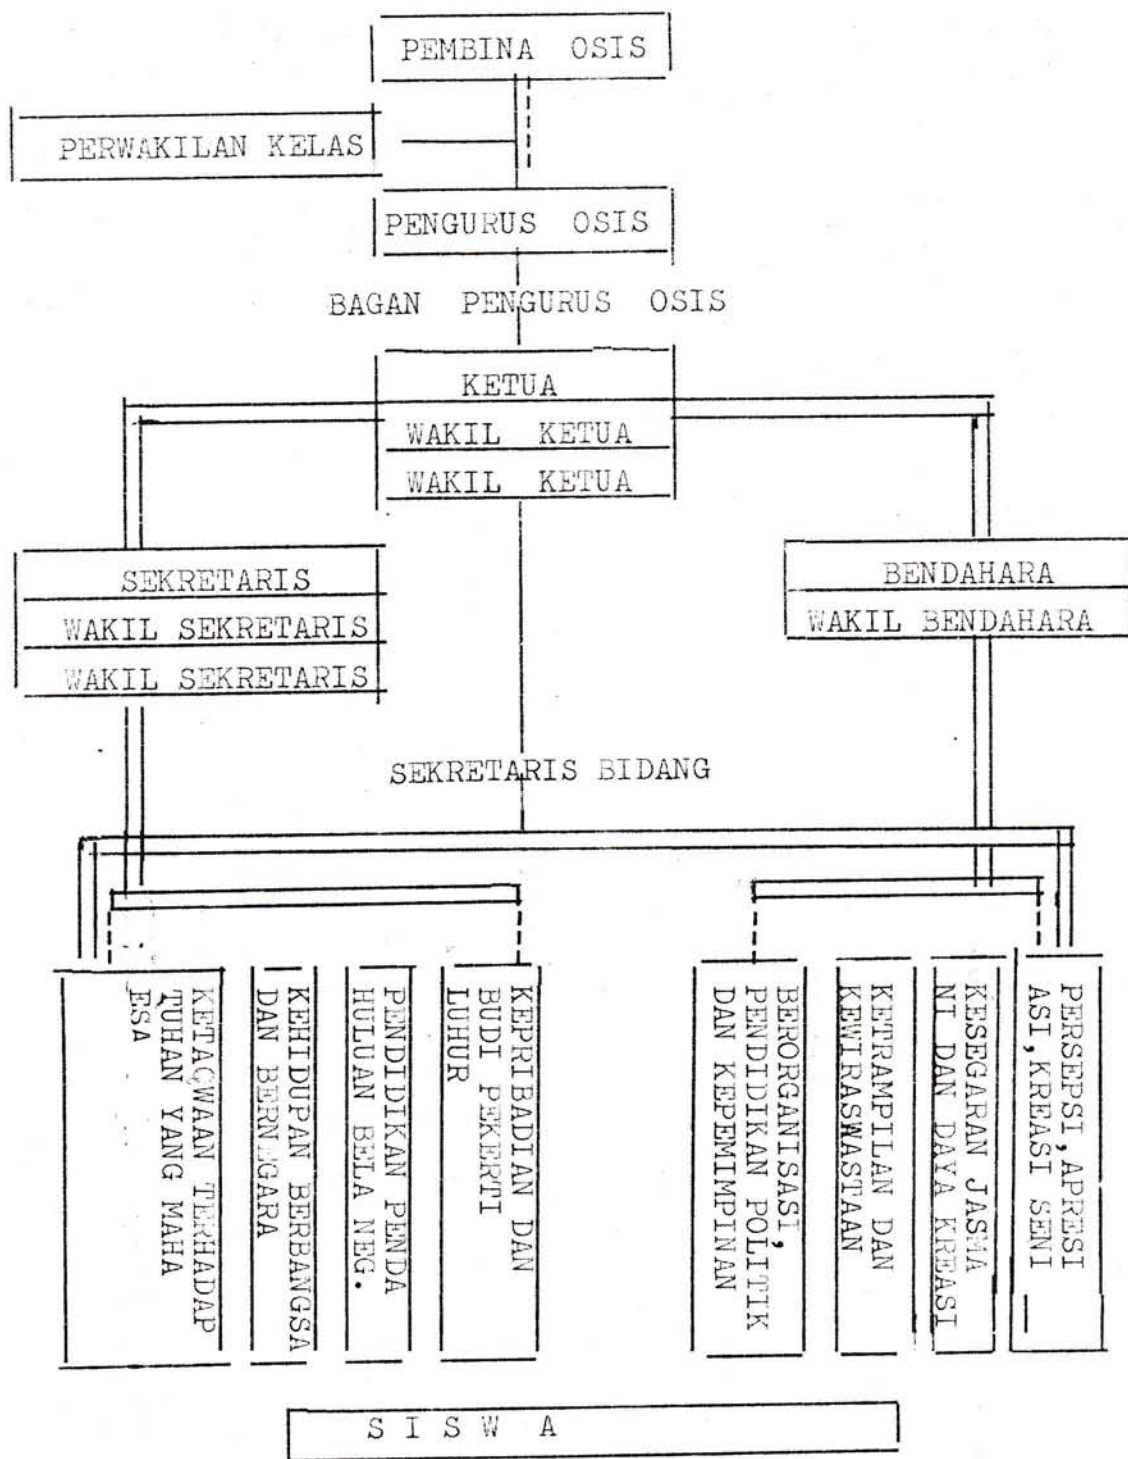 PEMBINA OSIS
PERWAKILAN KELAS
PENGURUS OSIS
BAGAN PENGURUS OSIS
KETUA
WAKIL KETUA
WAKIL KETUA
SEKRETARIS
WAKIL SEKRETARIS
WAKIL SEKRETARIS
BENDAHARA
WAKIL BENDAHARA
SEKRETARIS BIDANG
KETAQWAAN TERHADAP
TUHAN YANG MAHA
ESA
KEHIDUPAN BERBANGSA
DAN BERNEGARA
PENDIDIKAN PENDA
HULUAN BELA NEG.
KEPRIBADIAN DAN
BUDI PEKERTI
LUHUR
BERORGANISASI,
PENDIDIKAN POLITIK
DAN KEPEMIMPINAN
KETRAMPILAN DAN
KEWIRASWASTAAN
KESEGARAN JASMA
NI DAN DAYA KREASI
PERSEPSI,APRESI
ASI,KREASI SENI
S I S W A